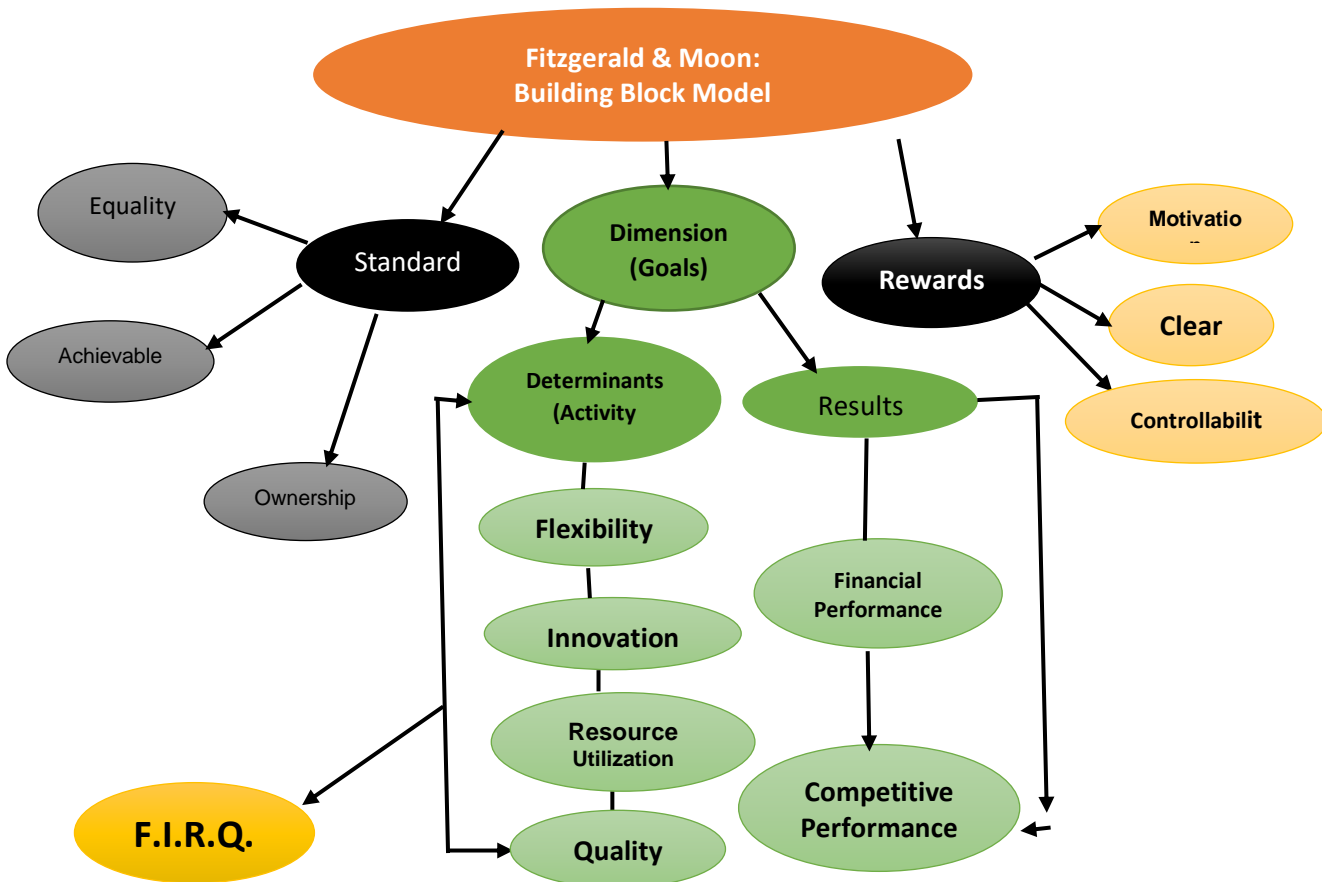 Fitzgerald & Moon:
Building Block Model
Equality
Standard
Achievable
Ownership
Dimension
(Goals)
Rewards
Motivatio
Clear
Controllabilit
Determinants
(Activity
Results
Flexibility
Innovation
Resource
Utilization
Quality
Financial
Performance
Competitive
Performance
F.I.R.Q.